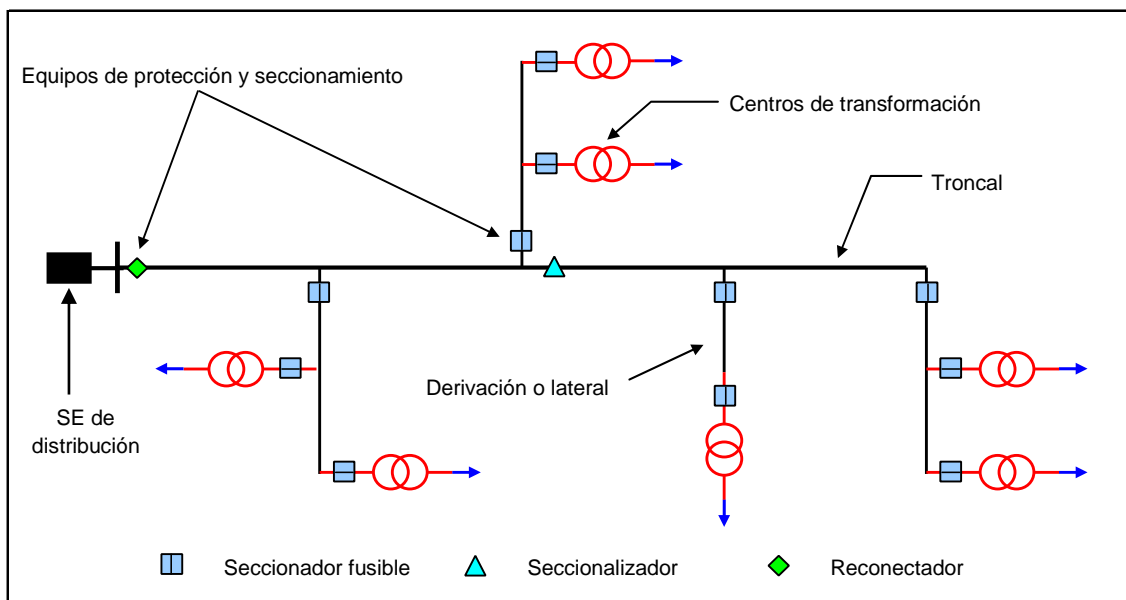 Equipos de protección y seccionamiento
Centros de transformación
Troncal
Derivación o lateral
SE de
distribución
Seccionador fusible
Seccionalizador
Reconectador